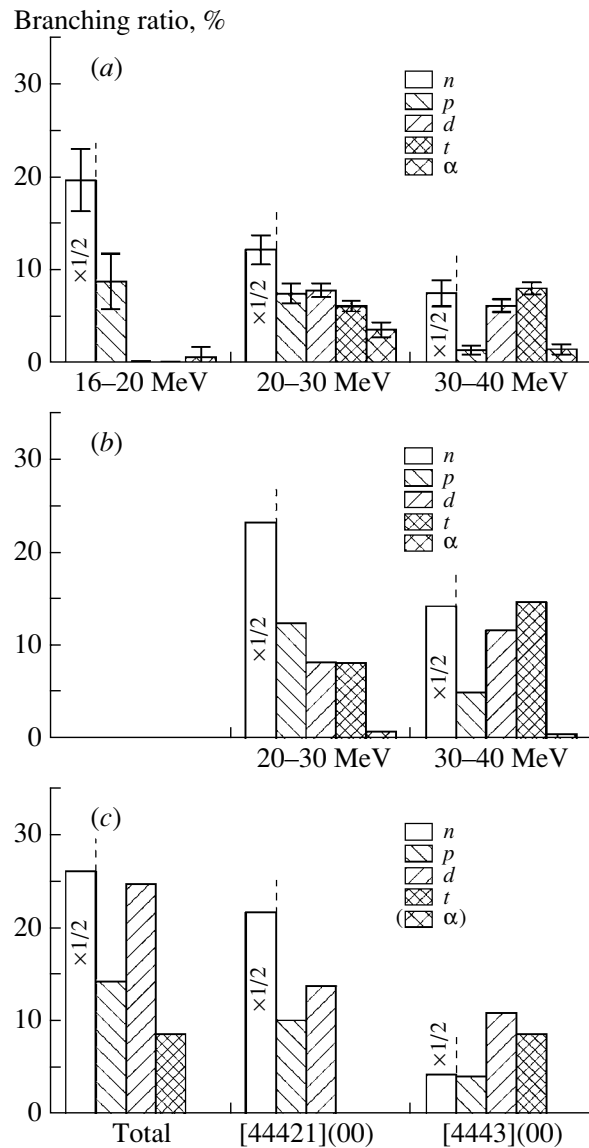 Branching ratio, %
(a)
30
20
10
0
n
p
d
t
α
×1/2
×1/2
×1/2
16–20 MeV 20–30 MeV 30–40 MeV
(b)
30
20
10
0
n
p
d
t
α
×1/2
×1/2
20–30 MeV 30–40 MeV
(c)
30
20
10
0
n
p
d
t
(α)
×1/2
×1/2
×1/2
Total [44421](00) [4443](00)